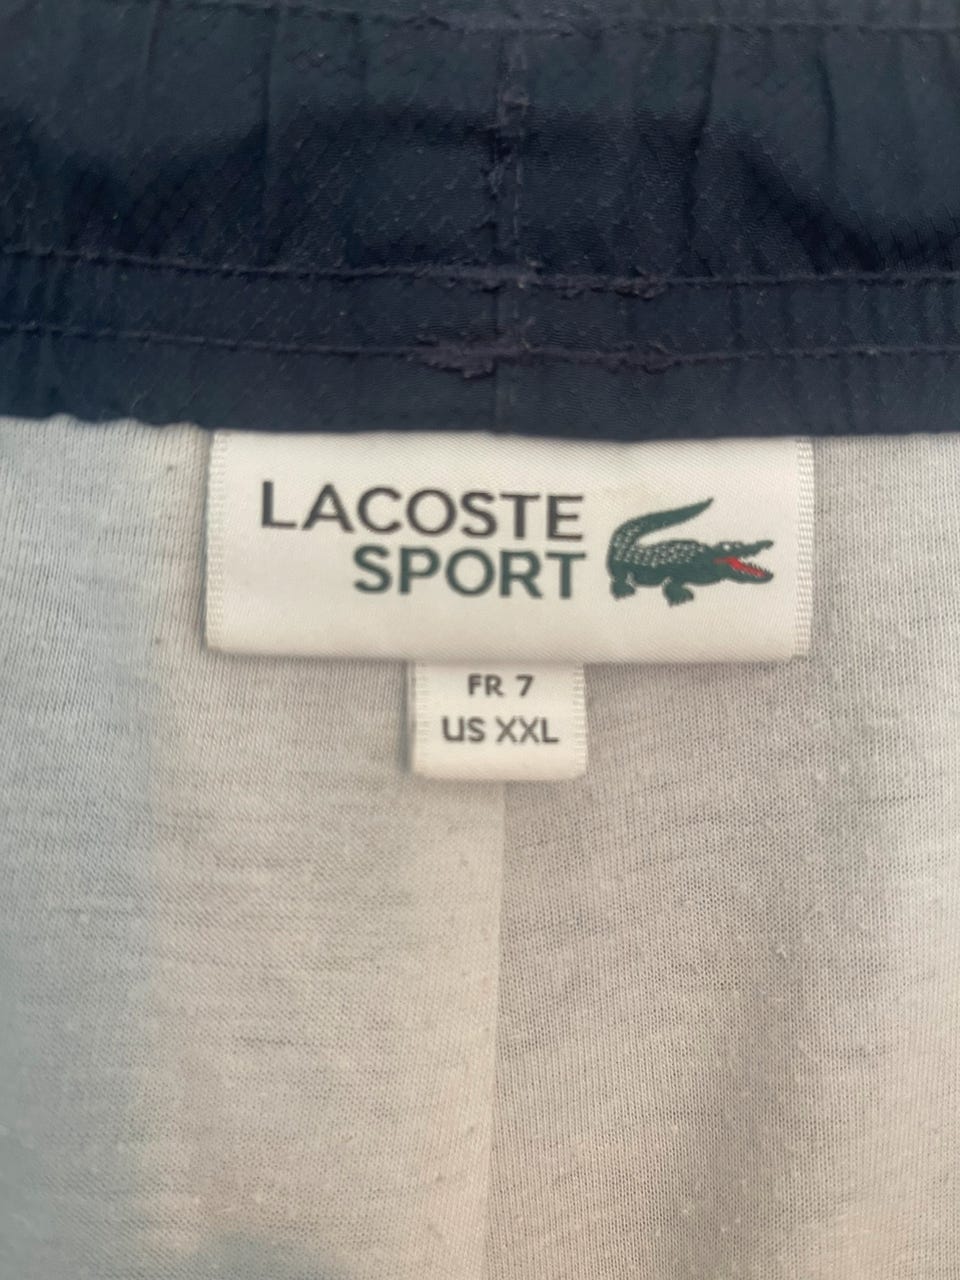 LACOSTE
SPORT
FR 7
US XXL